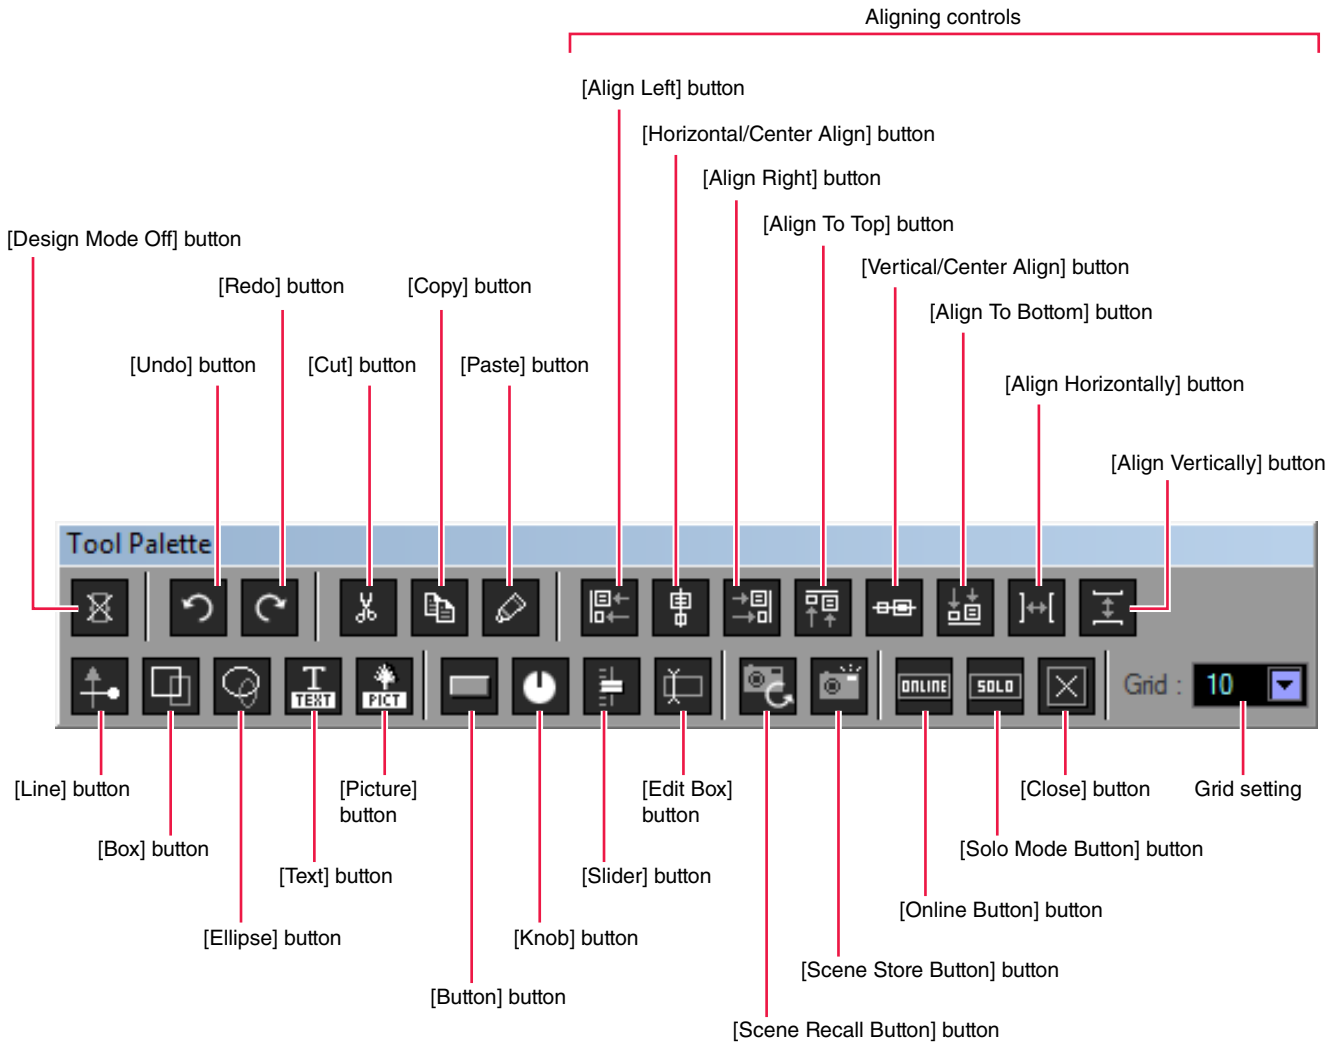 Aligning controls
[Align Left] button
[Horizontal/Center Align] button
[Align Right] button
[Align To Top] button
[Design Mode Off] button
[Vertical/Center Align] button
[Redo] button
[Copy] button
[Align To Bottom] button
[Undo] button
[Cut] button
[Paste] button
[Align Horizontally] button
[Align Vertically] button
Tool Palette
T
TEXT
PICT
ONLINE
SOLO
Grid :
10
[Line] button
[Picture]
button
[Edit Box]
button
[Close] button
Grid setting
[Box] button
[Solo Mode Button] button
[Text] button
[Slider] button
[Online Button] button
[Ellipse] button
[Knob] button
[Scene Store Button] button
[Button] button
[Scene Recall Button] button